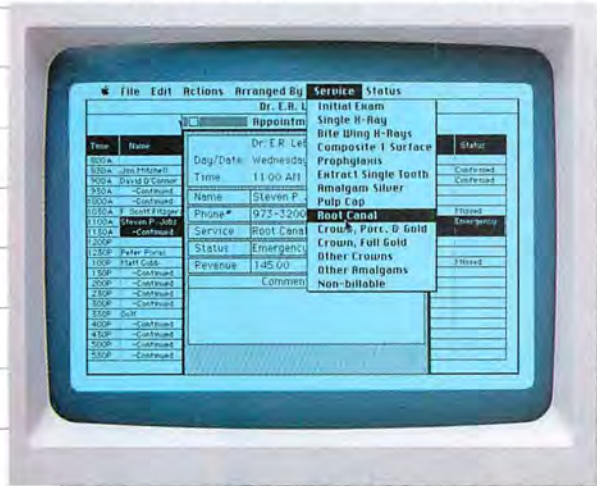 File Edit Actions Arranged By Service Status
Dr. E.R. L
Appointm
Initial Exam
Single X-Ray
Bite Wing X-Rays
Composite 1 Surface
Prophylaxis
Extract Single Tooth
Amalgam Silver
Pulp Cap
Root Canal
Crown, Porc. & Gold
Crown, Full Gold
Other Crowns
Other Amalgams
Non-billable
Time Name Status
800A
830A Jim Mitchell Confirmed
900A David O'Connor Confirmed
930A -Continued
1000A -Continued
1030A F. Scott Fitzger Missed
1100A Steven P. Jobz Emergency
1130A -Continued
1200P
1230P Peter
100P Matt Cobb Missed
130P -Continued
200P -Continued
230P -Continued
300P -Continued
330P Golf
400P -Continued
430P -Continued
500P -Continued
530P -Continued
Dr. E.R. Le
Day/Date Wednesday
Time 11:00 AM
Name Steven P. J
Phone# 973-3200
Service Root Canal
Status Emergency
Revenue 145.00
Commen